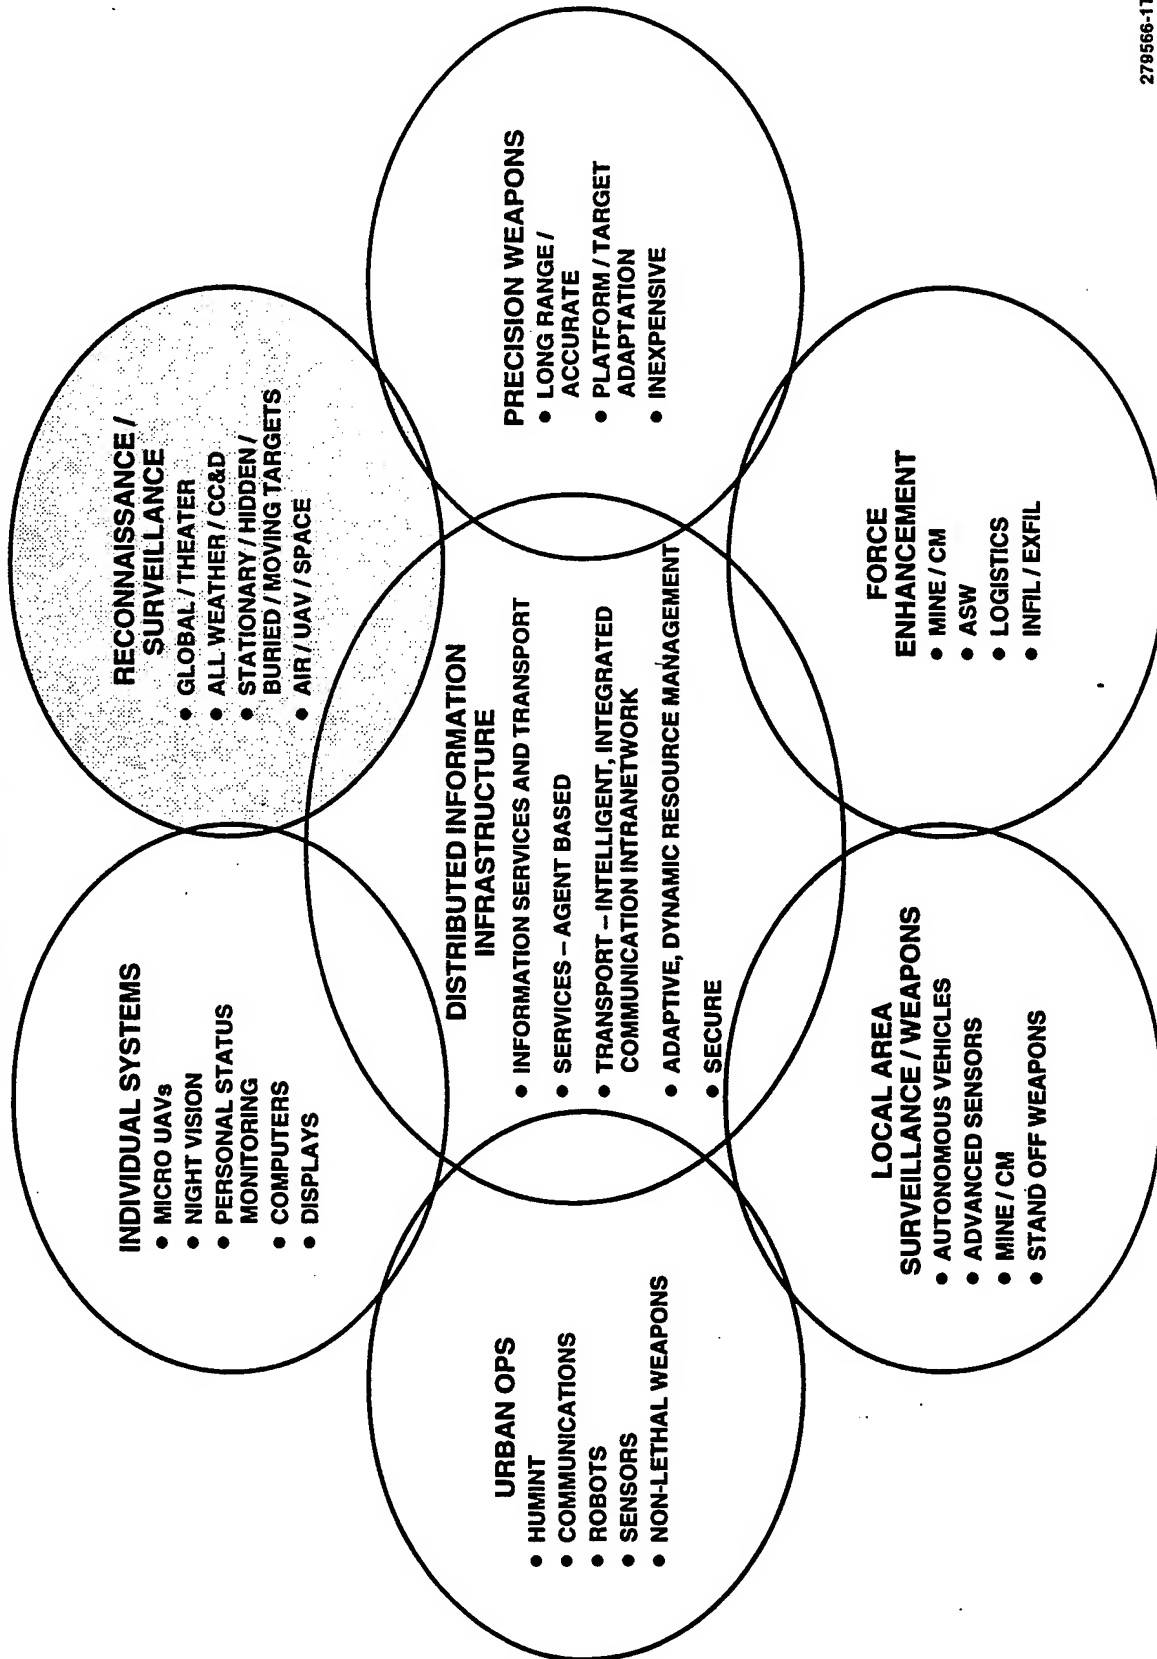 INDIVIDUAL SYSTEMS
• MICRO UAVs
• NIGHT VISION
• PERSONAL STATUS
MONITORING
• COMPUTERS
• DISPLAYS
RECONNAISSANCE /
SURVEILLANCE
• GLOBAL / THEATER
• ALL WEATHER / CC&D
• STATIONARY / HIDDEN /
BURIED / MOVING TARGETS
• AIR / UAV / SPACE
URBAN OPS
• HUMINT
• COMMUNICATIONS
• ROBOTS
• SENSORS
• NON-LETHAL WEAPONS
DISTRIBUTED INFORMATION
INFRASTRUCTURE
• INFORMATION SERVICES AND TRANSPORT
• SERVICES – AGENT BASED
• TRANSPORT – INTELLIGENT, INTEGRATED
COMMUNICATION INTRANETWORK
• ADAPTIVE, DYNAMIC RESOURCE MANAGEMENT
• SECURE
PRECISION WEAPONS
• LONG RANGE /
ACCURATE
• PLATFORM / TARGET
ADAPTATION
• INEXPENSIVE
LOCAL AREA
SURVEILLANCE / WEAPONS
• AUTONOMOUS VEHICLES
• ADVANCED SENSORS
• MINE / CM
• STAND OFF WEAPONS
FORCE
ENHANCEMENT
• MINE / CM
• ASW
• LOGISTICS
• INFIL / EXFIL